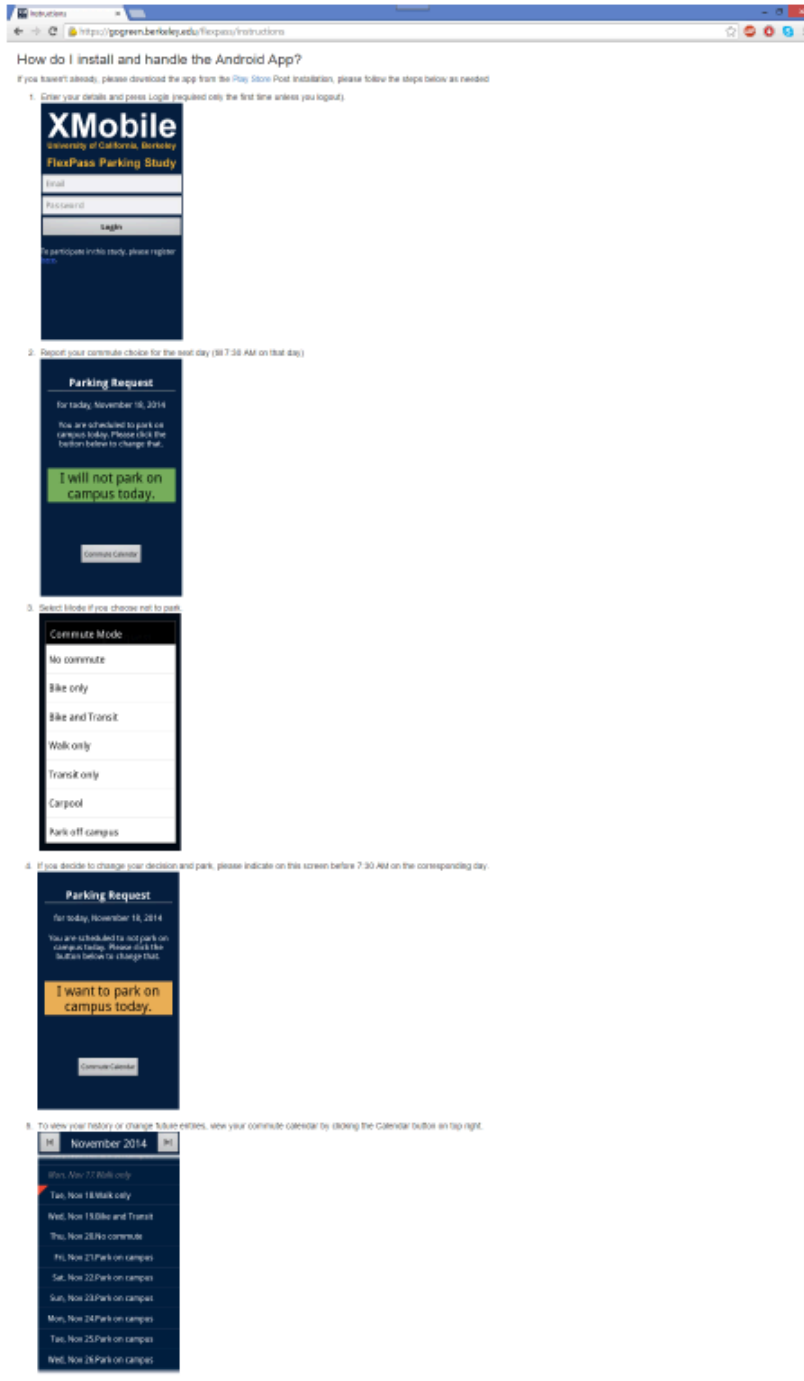 Instructions
https://gogreen.berkeley.edu/flexpass/instructions
How do I install and handle the Android App?
If you haven't already, please download the app from the Play Store Post Installation, please follow the steps below as needed
1. Enter your details and press Login (required only the first time unless you logout).
XMobile
University of California, Berkeley
FlexPass Parking Study
Email
Password
Login
To participate in this study, please register
here.
2. Report your commute choice for the next day (till 7:30 AM on that day)
Parking Request
for today, November 18, 2014
You are scheduled to park on
campus today. Please click the
button below to change that.
I will not park on
campus today.
Commute Calendar
3. Select Mode if you choose not to park.
Commute Mode
No commute
Bike only
Bike and Transit
Walk only
Transit only
Carpool
Park off campus
4. If you decide to change your decision and park, please indicate on this screen before 7:30 AM on the corresponding day.
Parking Request
for today, November 18, 2014
You are scheduled to not park on
campus today. Please click the
button below to change that.
I want to park on
campus today.
Commute Calendar
5. To view your history or change future entries, view your commute calendar by clicking the Calendar button on top right.
November 2014
Mon, Nov 17:Walk only
Tue, Nov 18:Walk only
Wed, Nov 19:Bike and Transit
Thu, Nov 20:No commute
Fri, Nov 21:Park on campus
Sat, Nov 22:Park on campus
Sun, Nov 23:Park on campus
Mon, Nov 24:Park on campus
Tue, Nov 25:Park on campus
Wed, Nov 26:Park on campus